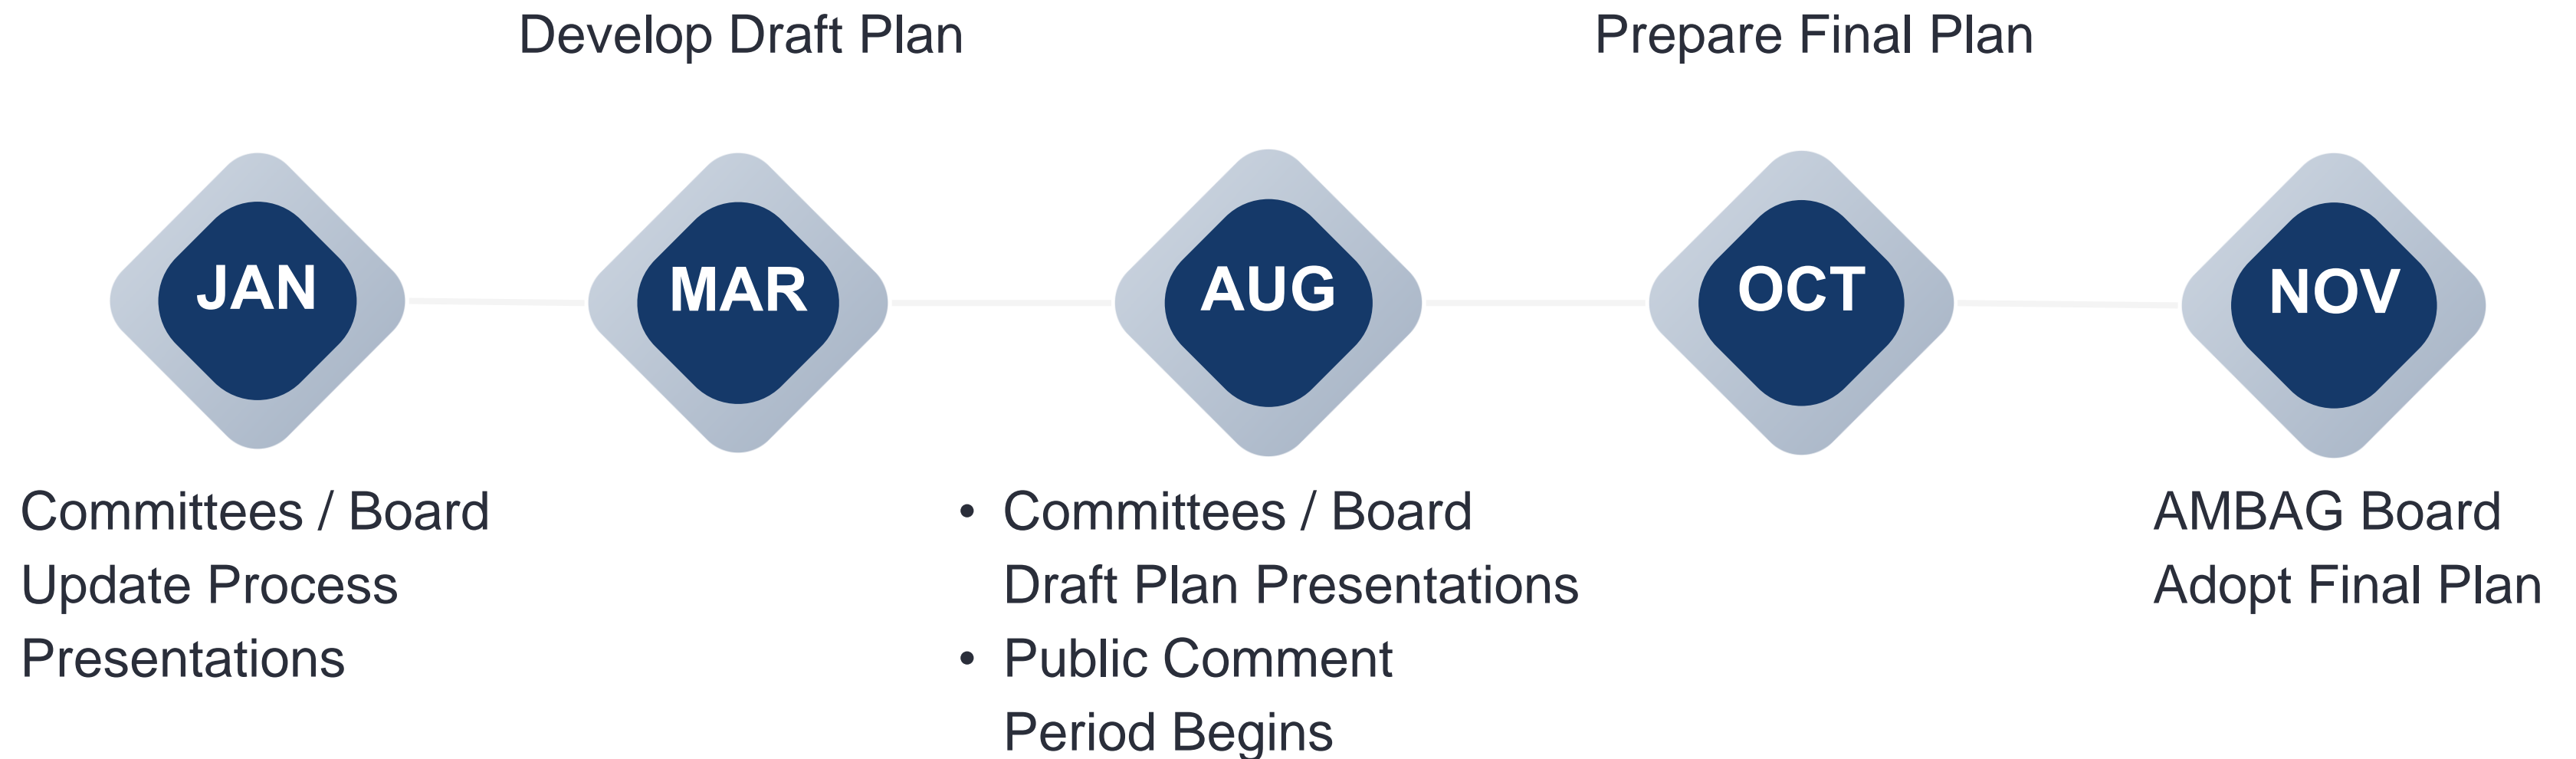 Develop Draft Plan
Prepare Final Plan
JAN
MAR
AUG
OCT
NOV
Committees / Board
Update Process
Presentations
• Committees / Board
Draft Plan Presentations
• Public Comment
Period Begins
AMBAG Board
Adopt Final Plan